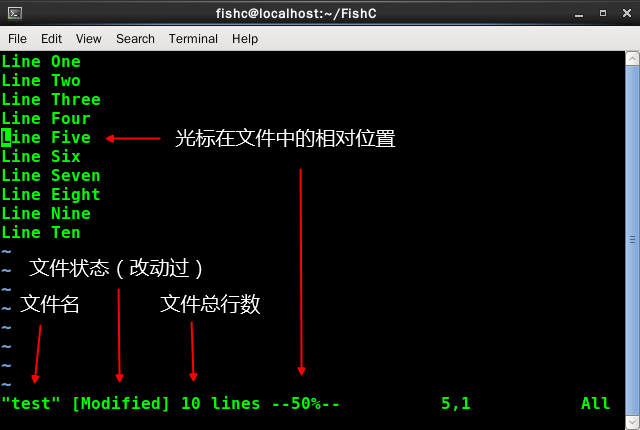 fishc@localhost:~/FishC
File Edit View Search Terminal Help
Line One
Line Two
Line Three
Line Four
Line Five
光标在文件中的相对位置
Line Six
Line Seven
Line Eight
Line Nine
Line Ten
~
~
文件状态（改动过）
~
文件名 文件总行数
~
~
~
~
~
"test" [Modified] 10 lines --50%-- 5,1 All